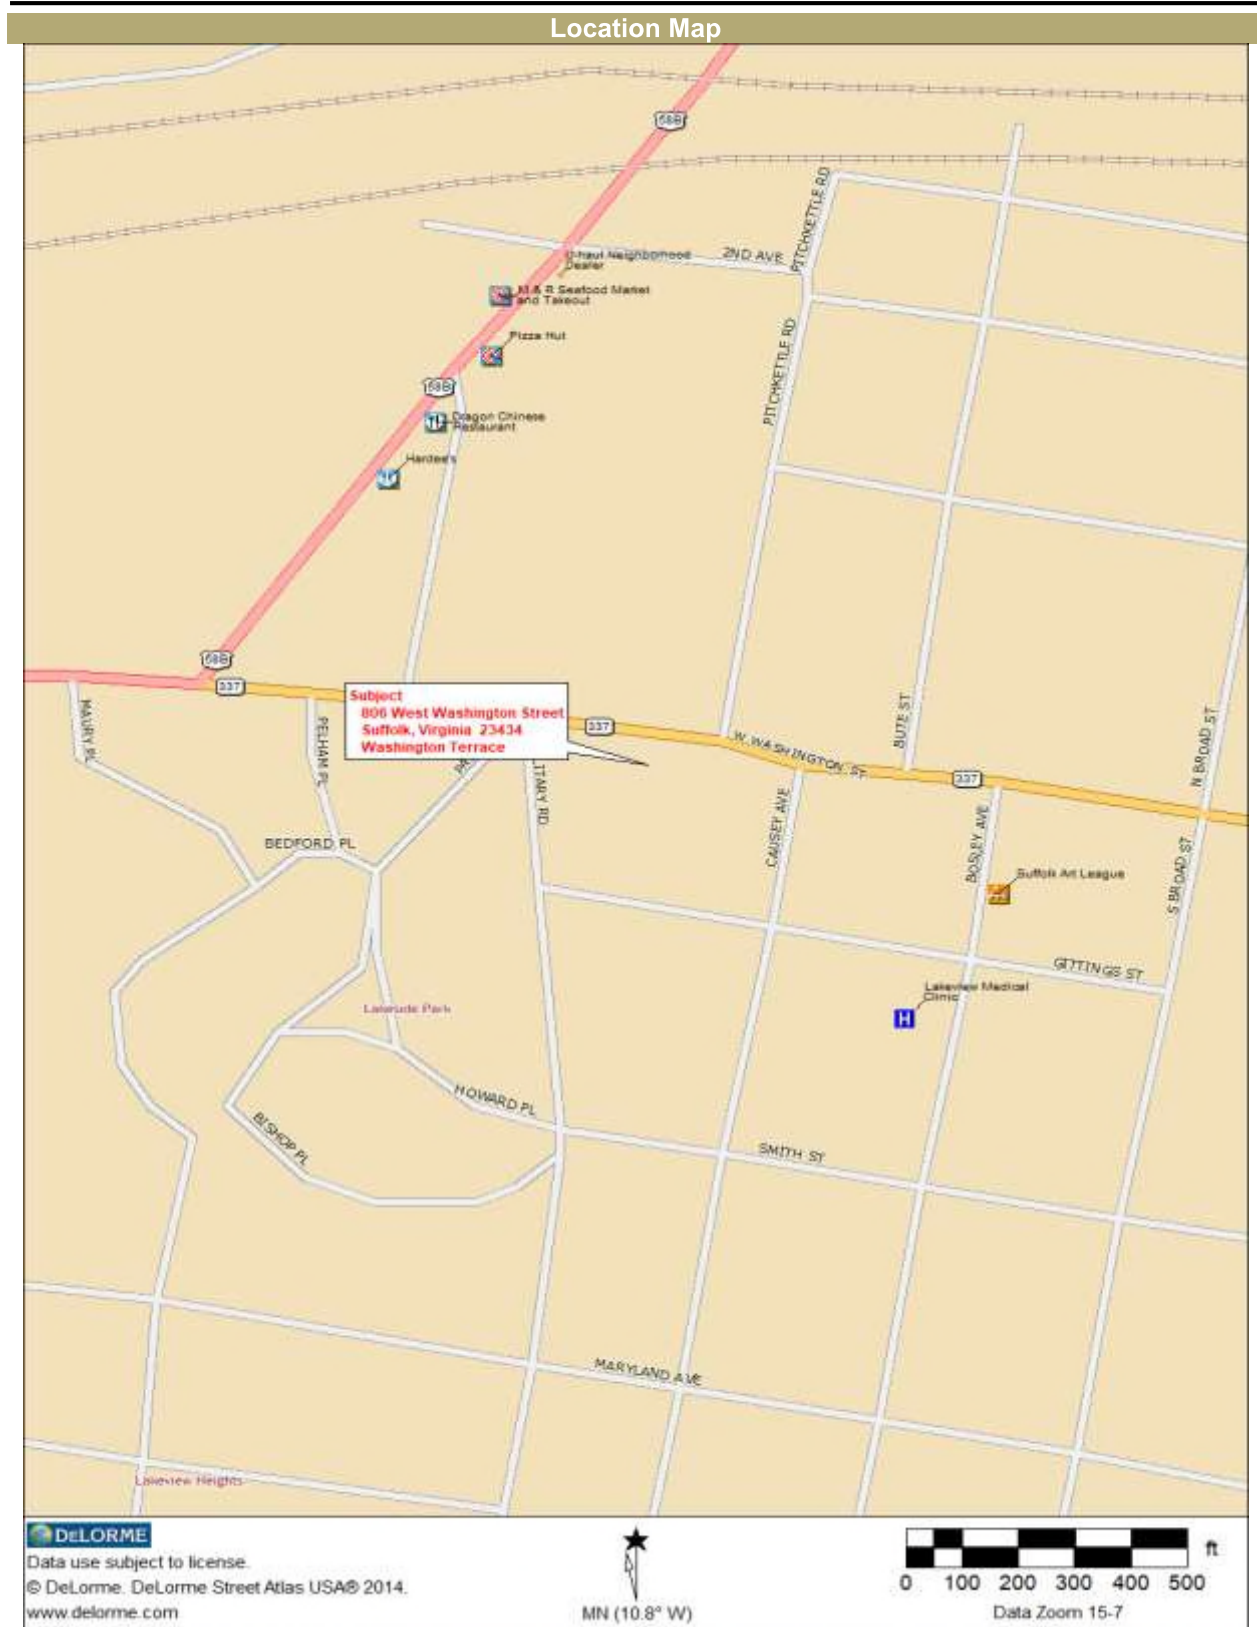 Location Map
58B
PITCHKETTLE RD
2ND AVE
U-haul Neighborhood
Dealer
M & R Seafood Market
and Takeout
Pizza Hut
PITCHKETTLE RD
58B
Dragon Chinese
Restaurant
Hardee's
58B
337
Subject
806 West Washington Street
Suffolk, Virginia 23434
Washington Terrace
337
W WASHINGTON ST
BUTE ST
337
N BROAD ST
MAURY PL
PELHAM PL
CAUSEY AVE
BOSLEY AVE
S BROAD ST
BEDFORD PL
Suffolk Art League
GITTINGS ST
Lakeview Medical
Clinic
H
Lakeside Park
HOWARD PL
BISHOP PL
SMITH ST
MARYLAND AVE
Lakeview Heights
DELORME
Data use subject to license.
© DeLorme. DeLorme Street Atlas USA® 2014.
www.delorme.com
MN (10.8° W)
ft
0 100 200 300 400 500
Data Zoom 15-7